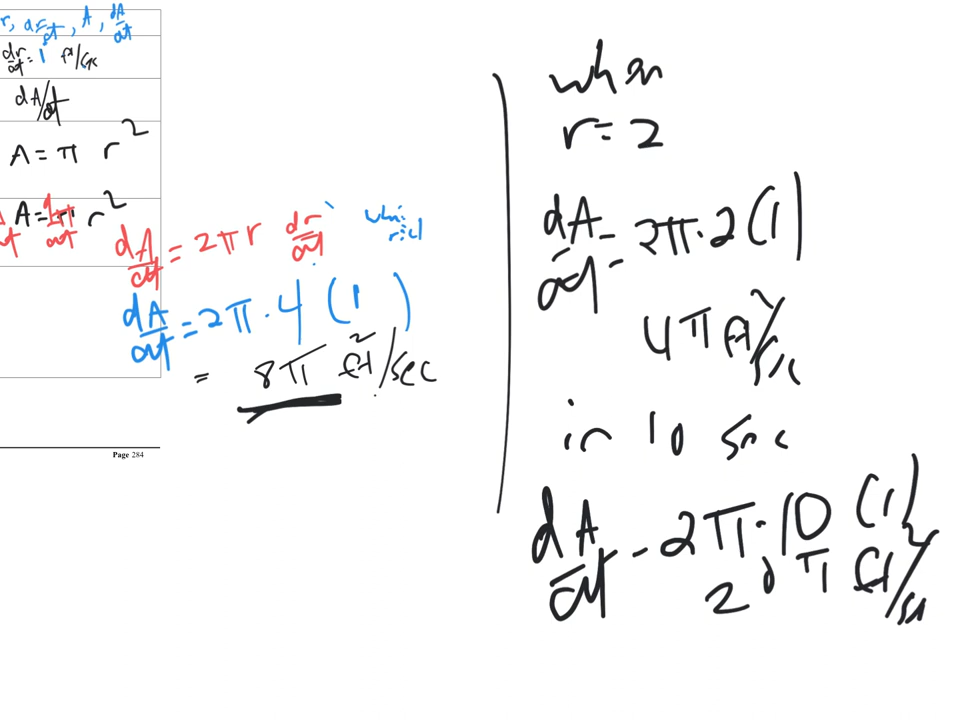 r, dr/dt, A, dA/dt
dr/dt = 1 ft/sec
dA/dt
A = π r²
A = π r²
dA/dt = 2πr dr/dt
dA/dt = 2π · 4 (1)
= 8π ft²/sec
Page 284
when
r = 2
dA/dt = 2π · 2 (1)
4π ft²/sec
in 10 sec
dA/dt = 2π · 10 (1)
20π ft²/sec